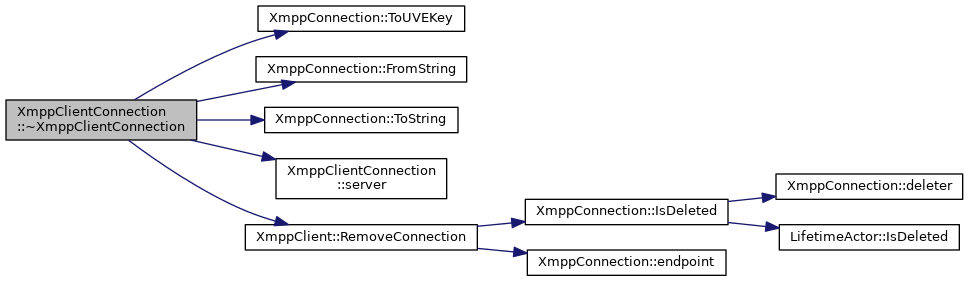 XmppConnection::ToUVEKey
XmppConnection::FromString
XmppClientConnection
::~XmppClientConnection
XmppConnection::ToString
XmppClientConnection
::server
XmppClient::RemoveConnection
XmppConnection::IsDeleted
XmppConnection::endpoint
XmppConnection::deleter
LifetimeActor::IsDeleted